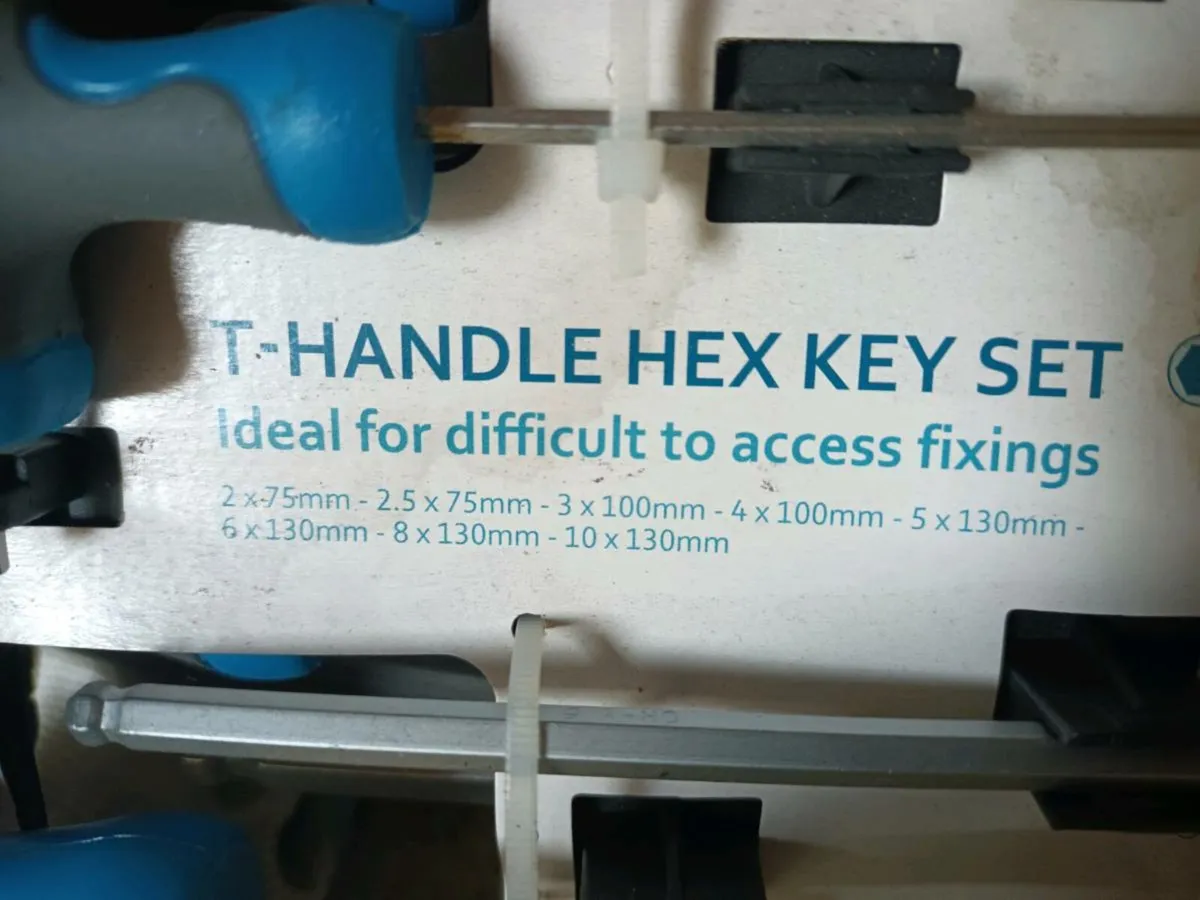 T-HANDLE HEX KEY SET
Ideal for difficult to access fixings
2 x 75mm - 2.5 x 75mm - 3 x 100mm - 4 x 100mm - 5 x 130mm -
6 x 130mm - 8 x 130mm - 10 x 130mm